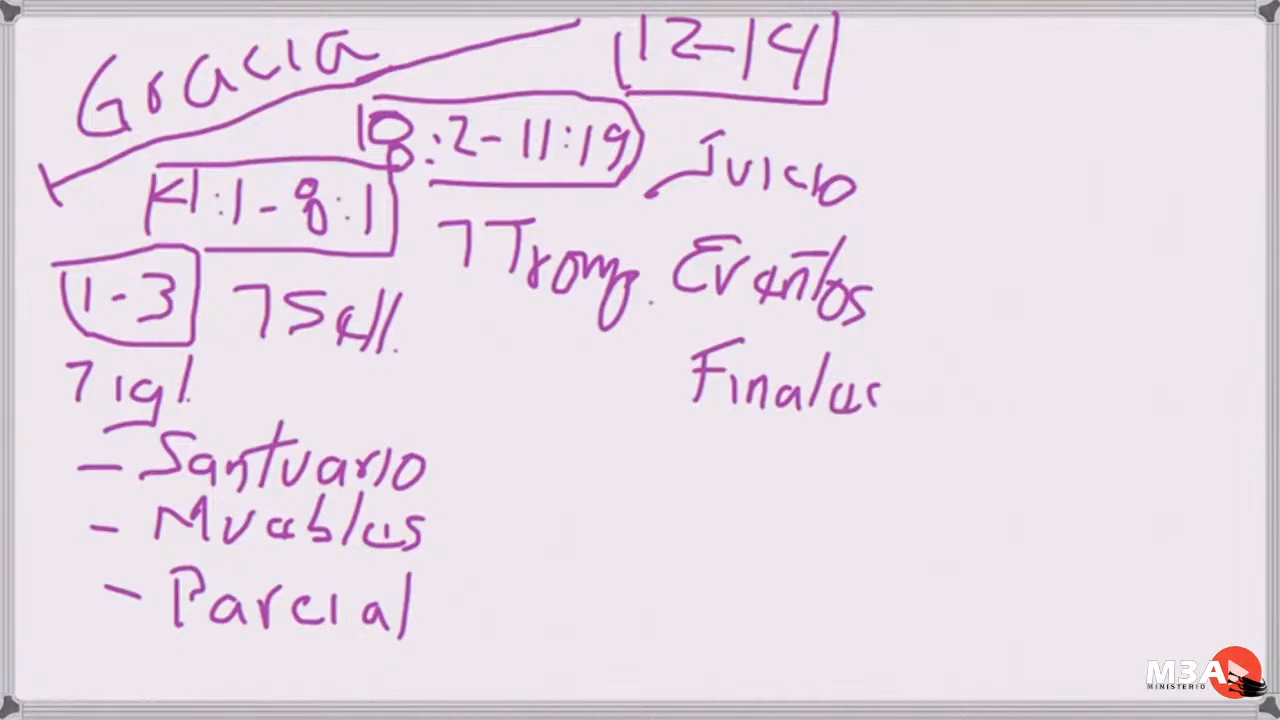 Gracia
12-14
8:2-11:19
4:1-8:1
1-3
Juicio
7 Tromp.
Eventos
7 Sell.
Finales
7 igl.
- Santuario
- Muebles
- Parcial
M3A
MINISTERIO